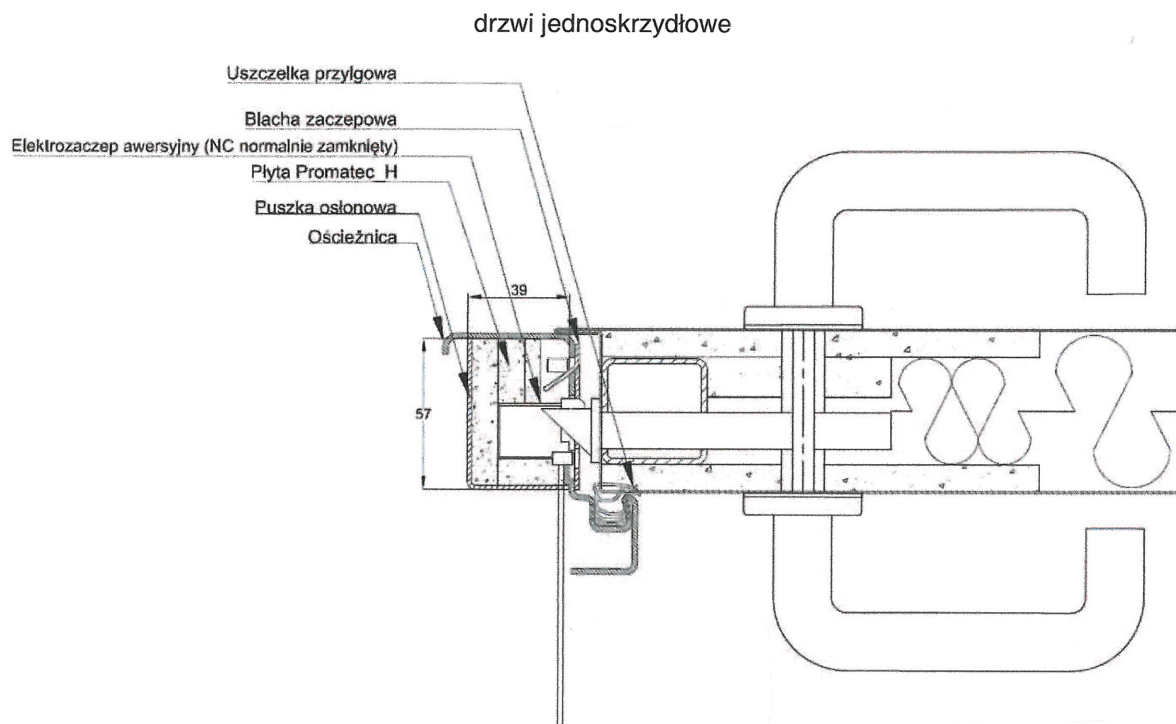 drzwi jednoskrzydłowe
Uszczelka przylgowa
Blacha zaczepowa
Elektrozaczep awersyjny (NC normalnie zamknięty)
Płyta Promatec_H
Puszka osłonowa
Ościeżnica
39
57